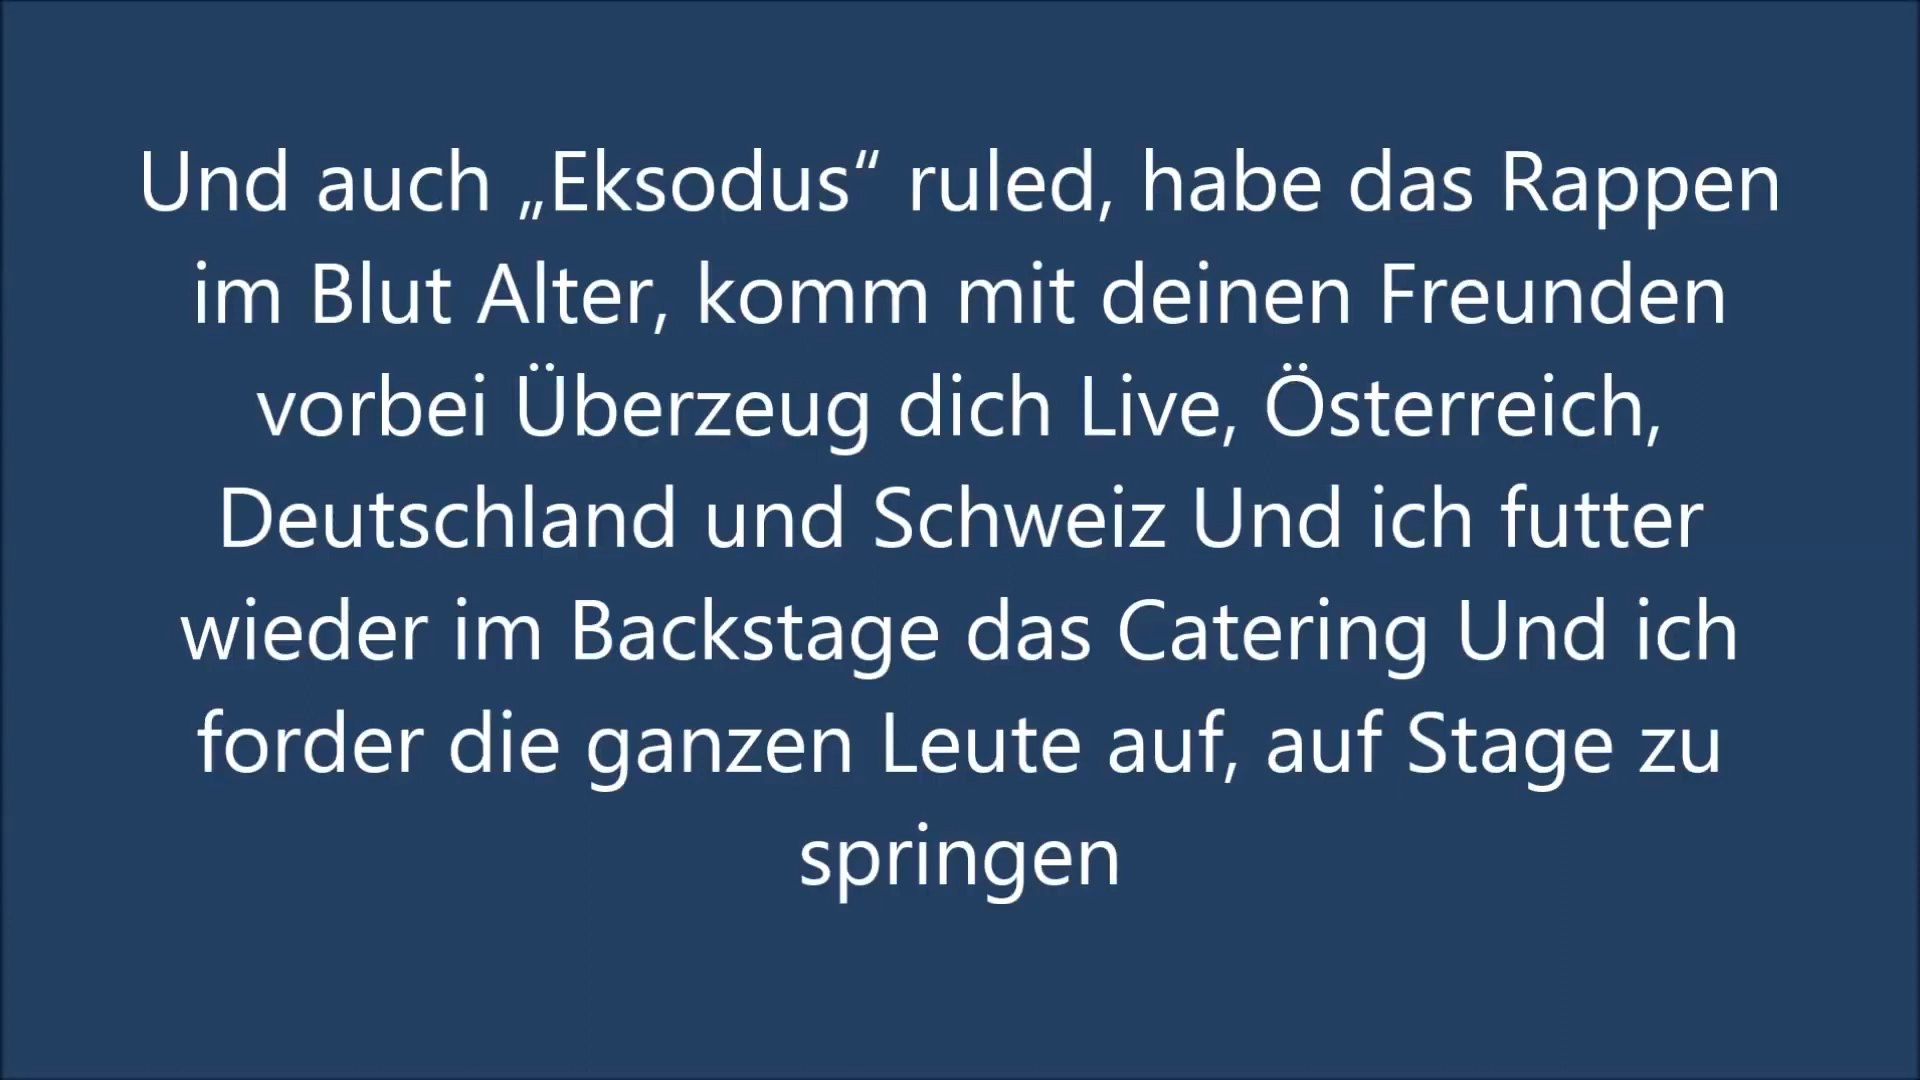 Und auch „Eksodus“ ruled, habe das Rappen
im Blut Alter, komm mit deinen Freunden
vorbei Überzeug dich Live, Österreich,
Deutschland und Schweiz Und ich futter
wieder im Backstage das Catering Und ich
forder die ganzen Leute auf, auf Stage zu
springen